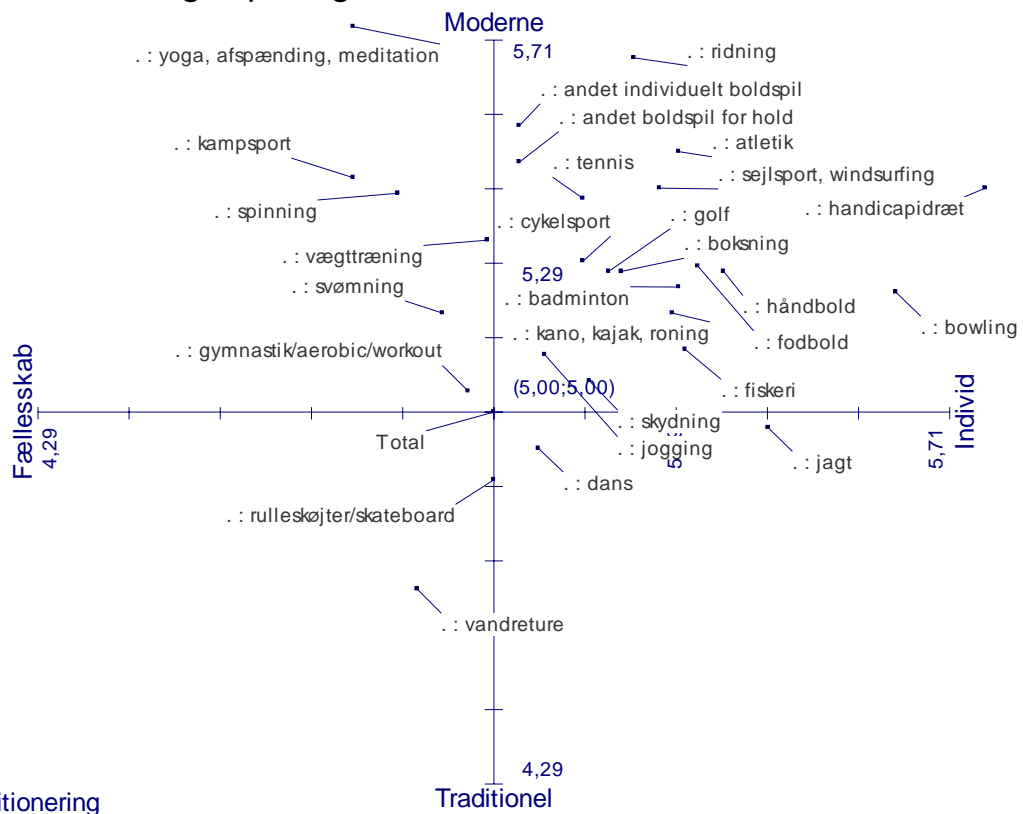 Moderne
5,71
. : yoga, afspænding, meditation
. : ridning
. : andet individuelt boldspil
. : andet boldspil for hold
. : kampsport
. : atletik
. : tennis
. : sejlsport, windsurfing
. : spinning
. : handicapidræt
. : cykelsport
. : golf
. : boksning
. : vægttræning
5,29
. : svømning
. : badminton
. : håndbold
. : bowling
. : kano, kajak, roning
. : fodbold
. : gymnastik/aerobic/workout
(5,00;5,00)
. : fiskeri
Fællesskab
4,29
Individ
5,71
. : skydning
Total
. : jogging
. : jagt
. : dans
. : rulleskøjter/skateboard
. : vandreture
4,29
Traditionel